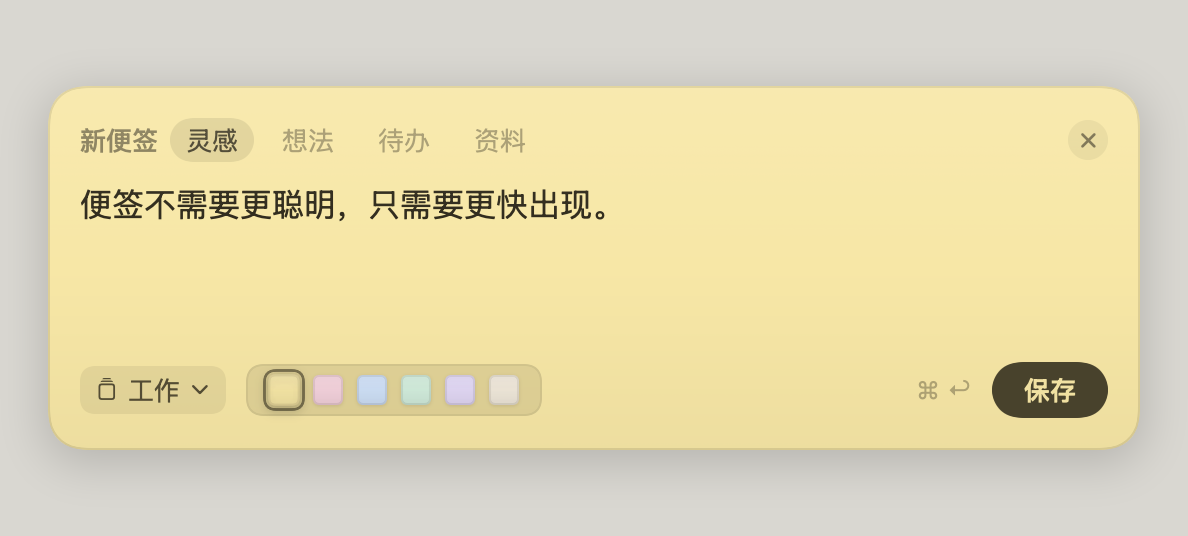 新便签 灵感 想法 待办 资料
便签不需要更聪明，只需要更快出现。
工作 ⌘ ↩ 保存